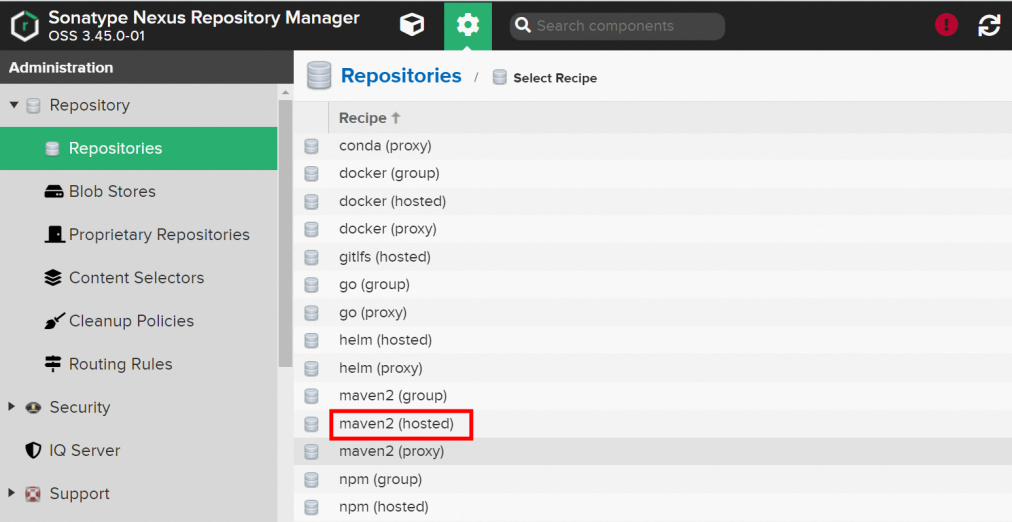 Sonatype Nexus Repository Manager
OSS 3.45.0-01
Search components
Administration
Repository
Repositories
Blob Stores
Proprietary Repositories
Content Selectors
Cleanup Policies
Routing Rules
Security
IQ Server
Support
Repositories / Select Recipe
Recipe
conda (proxy)
docker (group)
docker (hosted)
docker (proxy)
gitlfs (hosted)
go (group)
go (proxy)
helm (hosted)
helm (proxy)
maven2 (group)
maven2 (hosted)
maven2 (proxy)
npm (group)
npm (hosted)